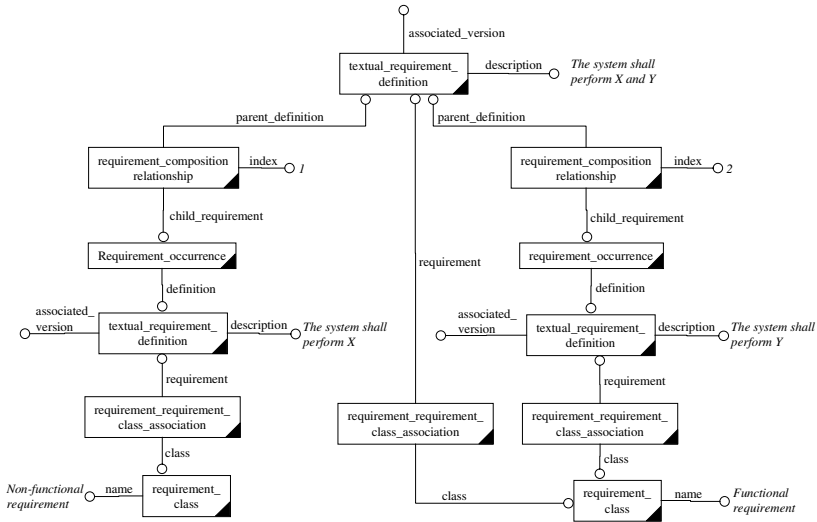 associated_version
textual_requirement_
definition
description
The system shall
perform X and Y
parent_definition
parent_definition
requirement_composition
relationship
index
1
requirement_composition
relationship
index
2
child_requirement
child_requirement
Requirement_occurrence
requirement
requirement_occurrence
definition
definition
associated_
version
textual_requirement_
definition
description
The system shall
perform X
associated_
version
textual_requirement_
definition
description
The system shall
perform Y
requirement
requirement
requirement_requirement_
class_association
requirement_requirement_
class_association
requirement_requirement_
class_association
class
class
Non-functional
requirement
name
requirement_
class
class
requirement_
class
name
Functional
requirement